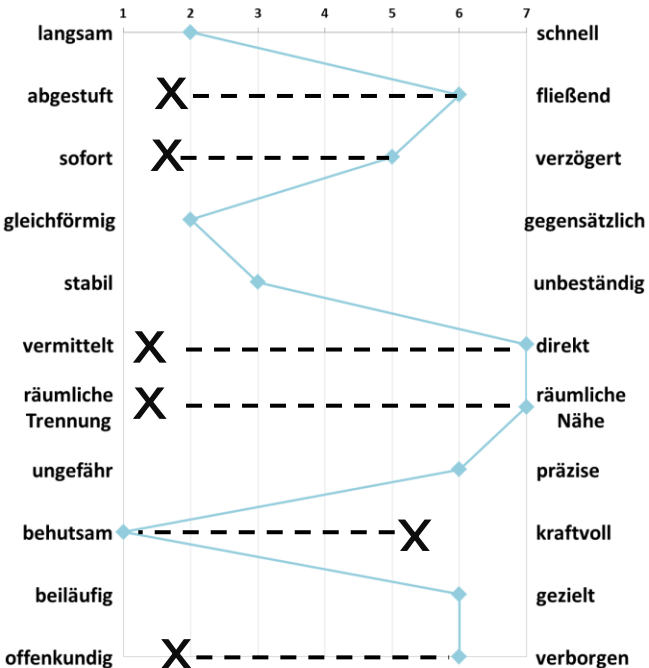 1 2 3 4 5 6 7
langsam schnell
abgestuft X fließend
sofort X verzögert
gleichförmig gegensätzlich
stabil unbeständig
vermittelt X direkt
räumliche räumliche
Trennung X Nähe
ungefähr präzise
behutsam X kraftvoll
beiläufig gezielt
offenkundig X verborgen